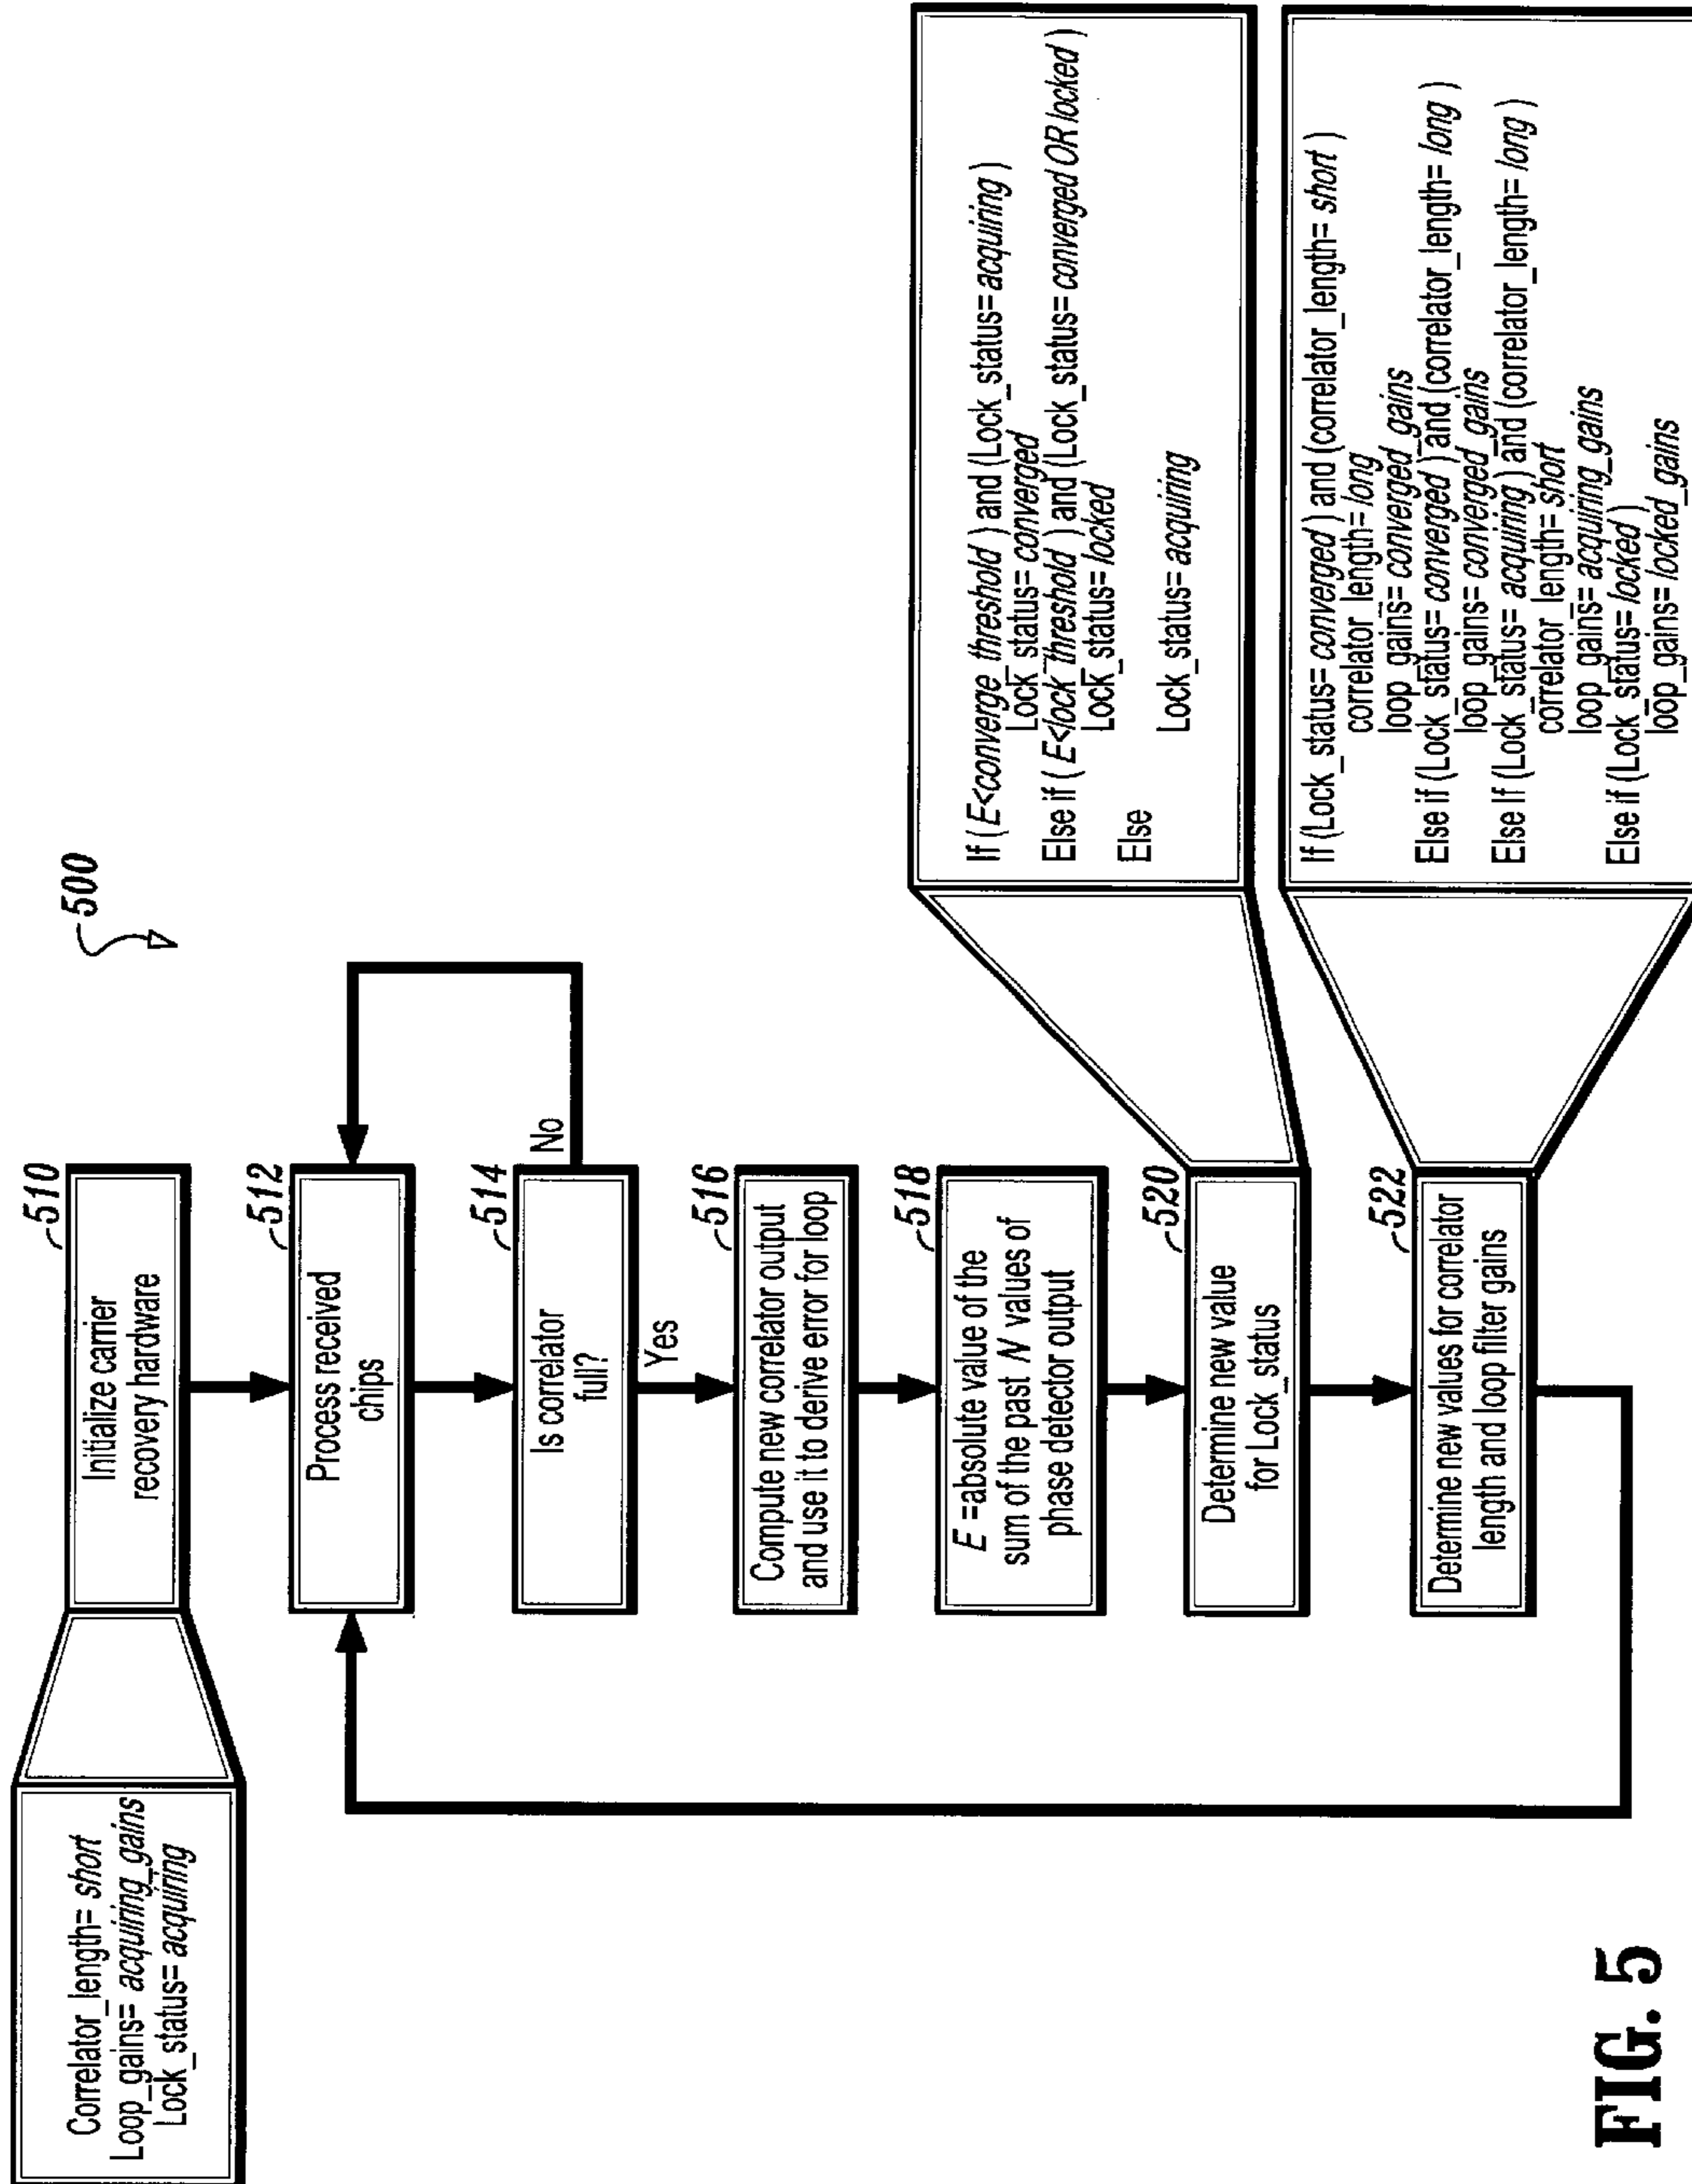 500
Correlator_length= short
Loop_gains= acquiring_gains
Lock_status= acquiring
510
Initialize carrier
recovery hardware
512
Process received
chips
514
Is correlator
full?
No
Yes
516
Compute new correlator output
and use it to derive error for loop
518
E =absolute value of the
sum of the past N values of
phase detector output
520
Determine new value
for Lock_status
If ( E<converge_threshold ) and (Lock_status= acquiring )
Lock_status= converged
Else if ( E<lock_threshold ) and (Lock_status= converged OR locked )
Lock_status= locked
Else
Lock_status= acquiring
522
Determine new values for correlator
length and loop filter gains
If (Lock_status= converged ) and (correlator_length= short )
correlator_length= long
loop_gains= converged_gains
Else if (Lock_status= converged ) and (correlator_length= long )
loop_gains= converged_gains
Else If (Lock_status= acquiring ) and (correlator_length= long )
correlator_length= short
loop_gains= acquiring_gains
Else if (Lock_status= locked )
loop_gains= locked_gains
FIG. 5